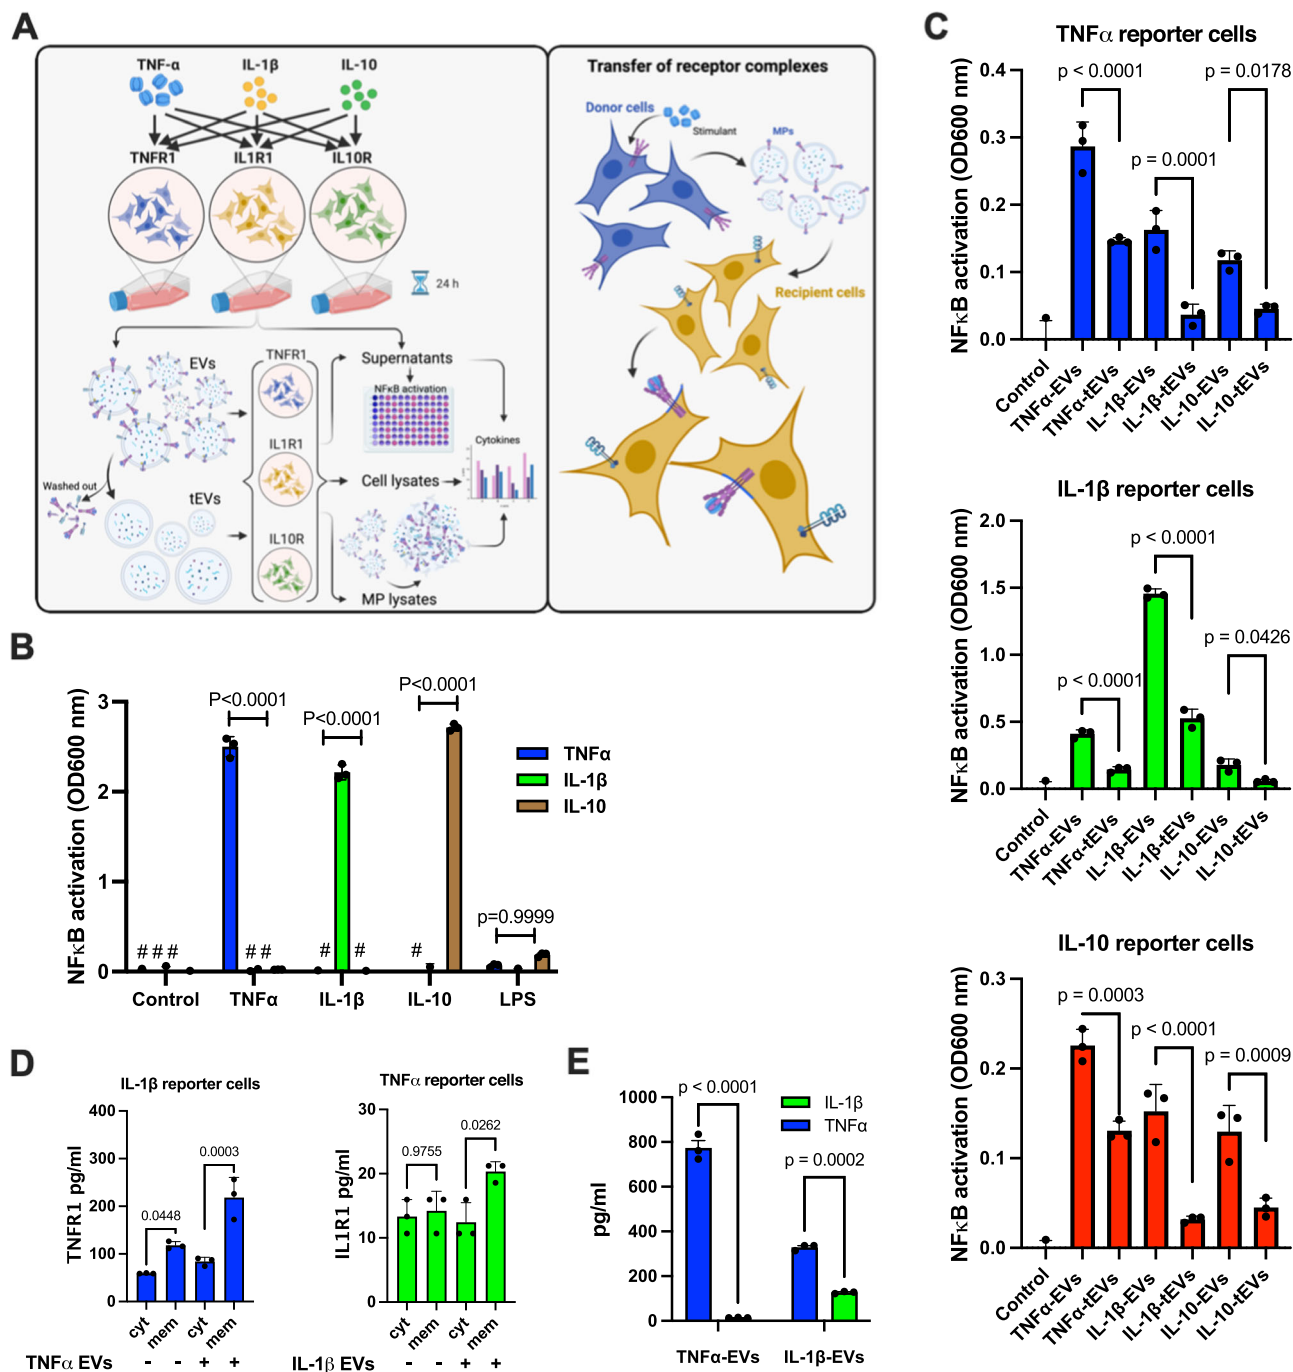 A
TNF-α IL-1β IL-10
TNFR1 IL1R1 IL10R
24 h
EVs
Washed out
tEVs
TNFR1
IL1R1
IL10R
Supernatants
NFκB activation
Cytokines
Cell lysates
MP lysates
Transfer of receptor complexes
Donor cells
Stimulant
MPs
Recipient cells
B
NFκB activation (OD600 nm)
3
2
1
0
P<0.0001
P<0.0001
P<0.0001
p=0.9999
# # #
# #
# #
#
TNFα
IL-1β
IL-10
Control TNFα IL-1β IL-10 LPS
C
TNFα reporter cells
NFκB activation (OD600 nm)
0.4
0.3
0.2
0.1
0.0
p < 0.0001
p = 0.0001
p = 0.0178
Control
TNFα-EVs
TNFα-tEVs
IL-1β-EVs
IL-1β-tEVs
IL-10-EVs
IL-10-tEVs
IL-1β reporter cells
NFκB activation (OD600 nm)
2.0
1.5
1.0
0.5
0.0
p < 0.0001
p < 0.0001
p = 0.0426
Control
TNFα-EVs
TNFα-tEVs
IL-1β-EVs
IL-1β-tEVs
IL-10-EVs
IL-10-tEVs
IL-10 reporter cells
NFκB activation (OD600 nm)
0.3
0.2
0.1
0.0
p = 0.0003
p < 0.0001
p = 0.0009
Control
TNFα-EVs
TNFα-tEVs
IL-1β-EVs
IL-1β-tEVs
IL-10-EVs
IL-10-tEVs
D
IL-1β reporter cells
TNFR1 pg/ml
400
300
200
100
0
0.0448
0.0003
cyt mem cyt mem
TNFα EVs - - + +
TNFα reporter cells
IL1R1 pg/ml
30
20
10
0
0.9755
0.0262
cyt mem cyt mem
IL-1β EVs - - + +
E
pg/ml
1000
800
600
400
200
0
p < 0.0001
p = 0.0002
IL-1β
TNFα
TNFα-EVs IL-1β-EVs